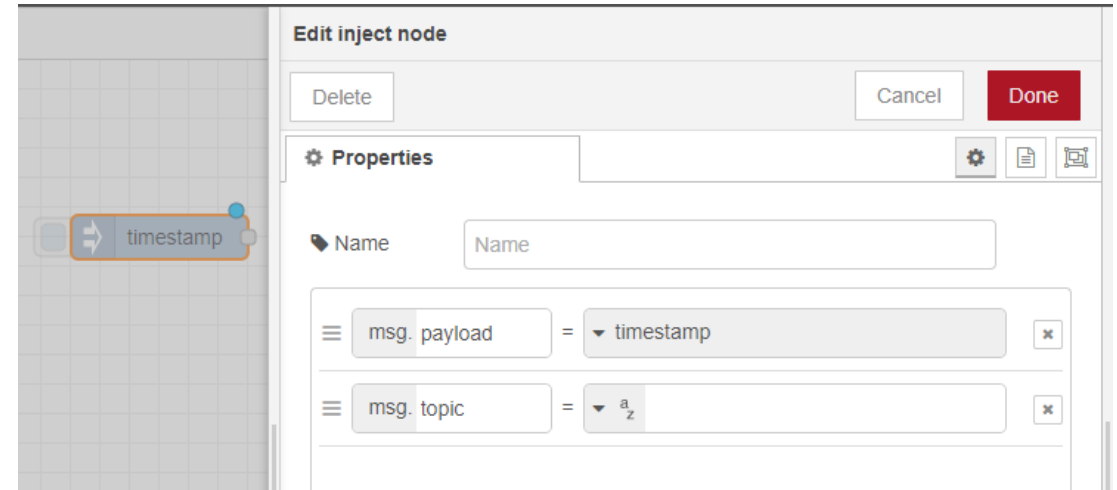 Edit inject node
Delete
Cancel
Done
Properties
timestamp
Name
Name
msg. payload
=
timestamp
msg. topic
=
a
z